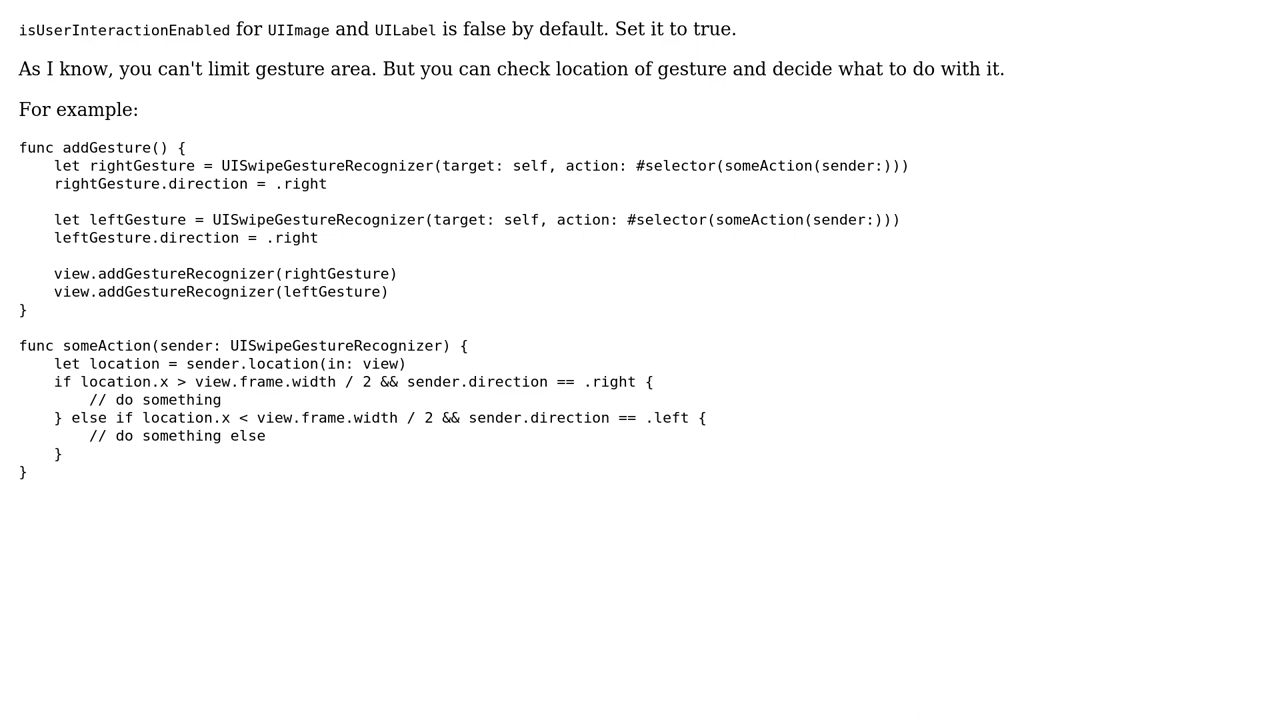 isUserInteractionEnabled for UIImage and UILabel is false by default. Set it to true.
As I know, you can't limit gesture area. But you can check location of gesture and decide what to do with it.
For example:
func addGesture() {
    let rightGesture = UISwipeGestureRecognizer(target: self, action: #selector(someAction(sender:)))
    rightGesture.direction = .right

    let leftGesture = UISwipeGestureRecognizer(target: self, action: #selector(someAction(sender:)))
    leftGesture.direction = .right

    view.addGestureRecognizer(rightGesture)
    view.addGestureRecognizer(leftGesture)
}

func someAction(sender: UISwipeGestureRecognizer) {
    let location = sender.location(in: view)
    if location.x > view.frame.width / 2 && sender.direction == .right {
        // do something
    } else if location.x < view.frame.width / 2 && sender.direction == .left {
        // do something else
    }
}